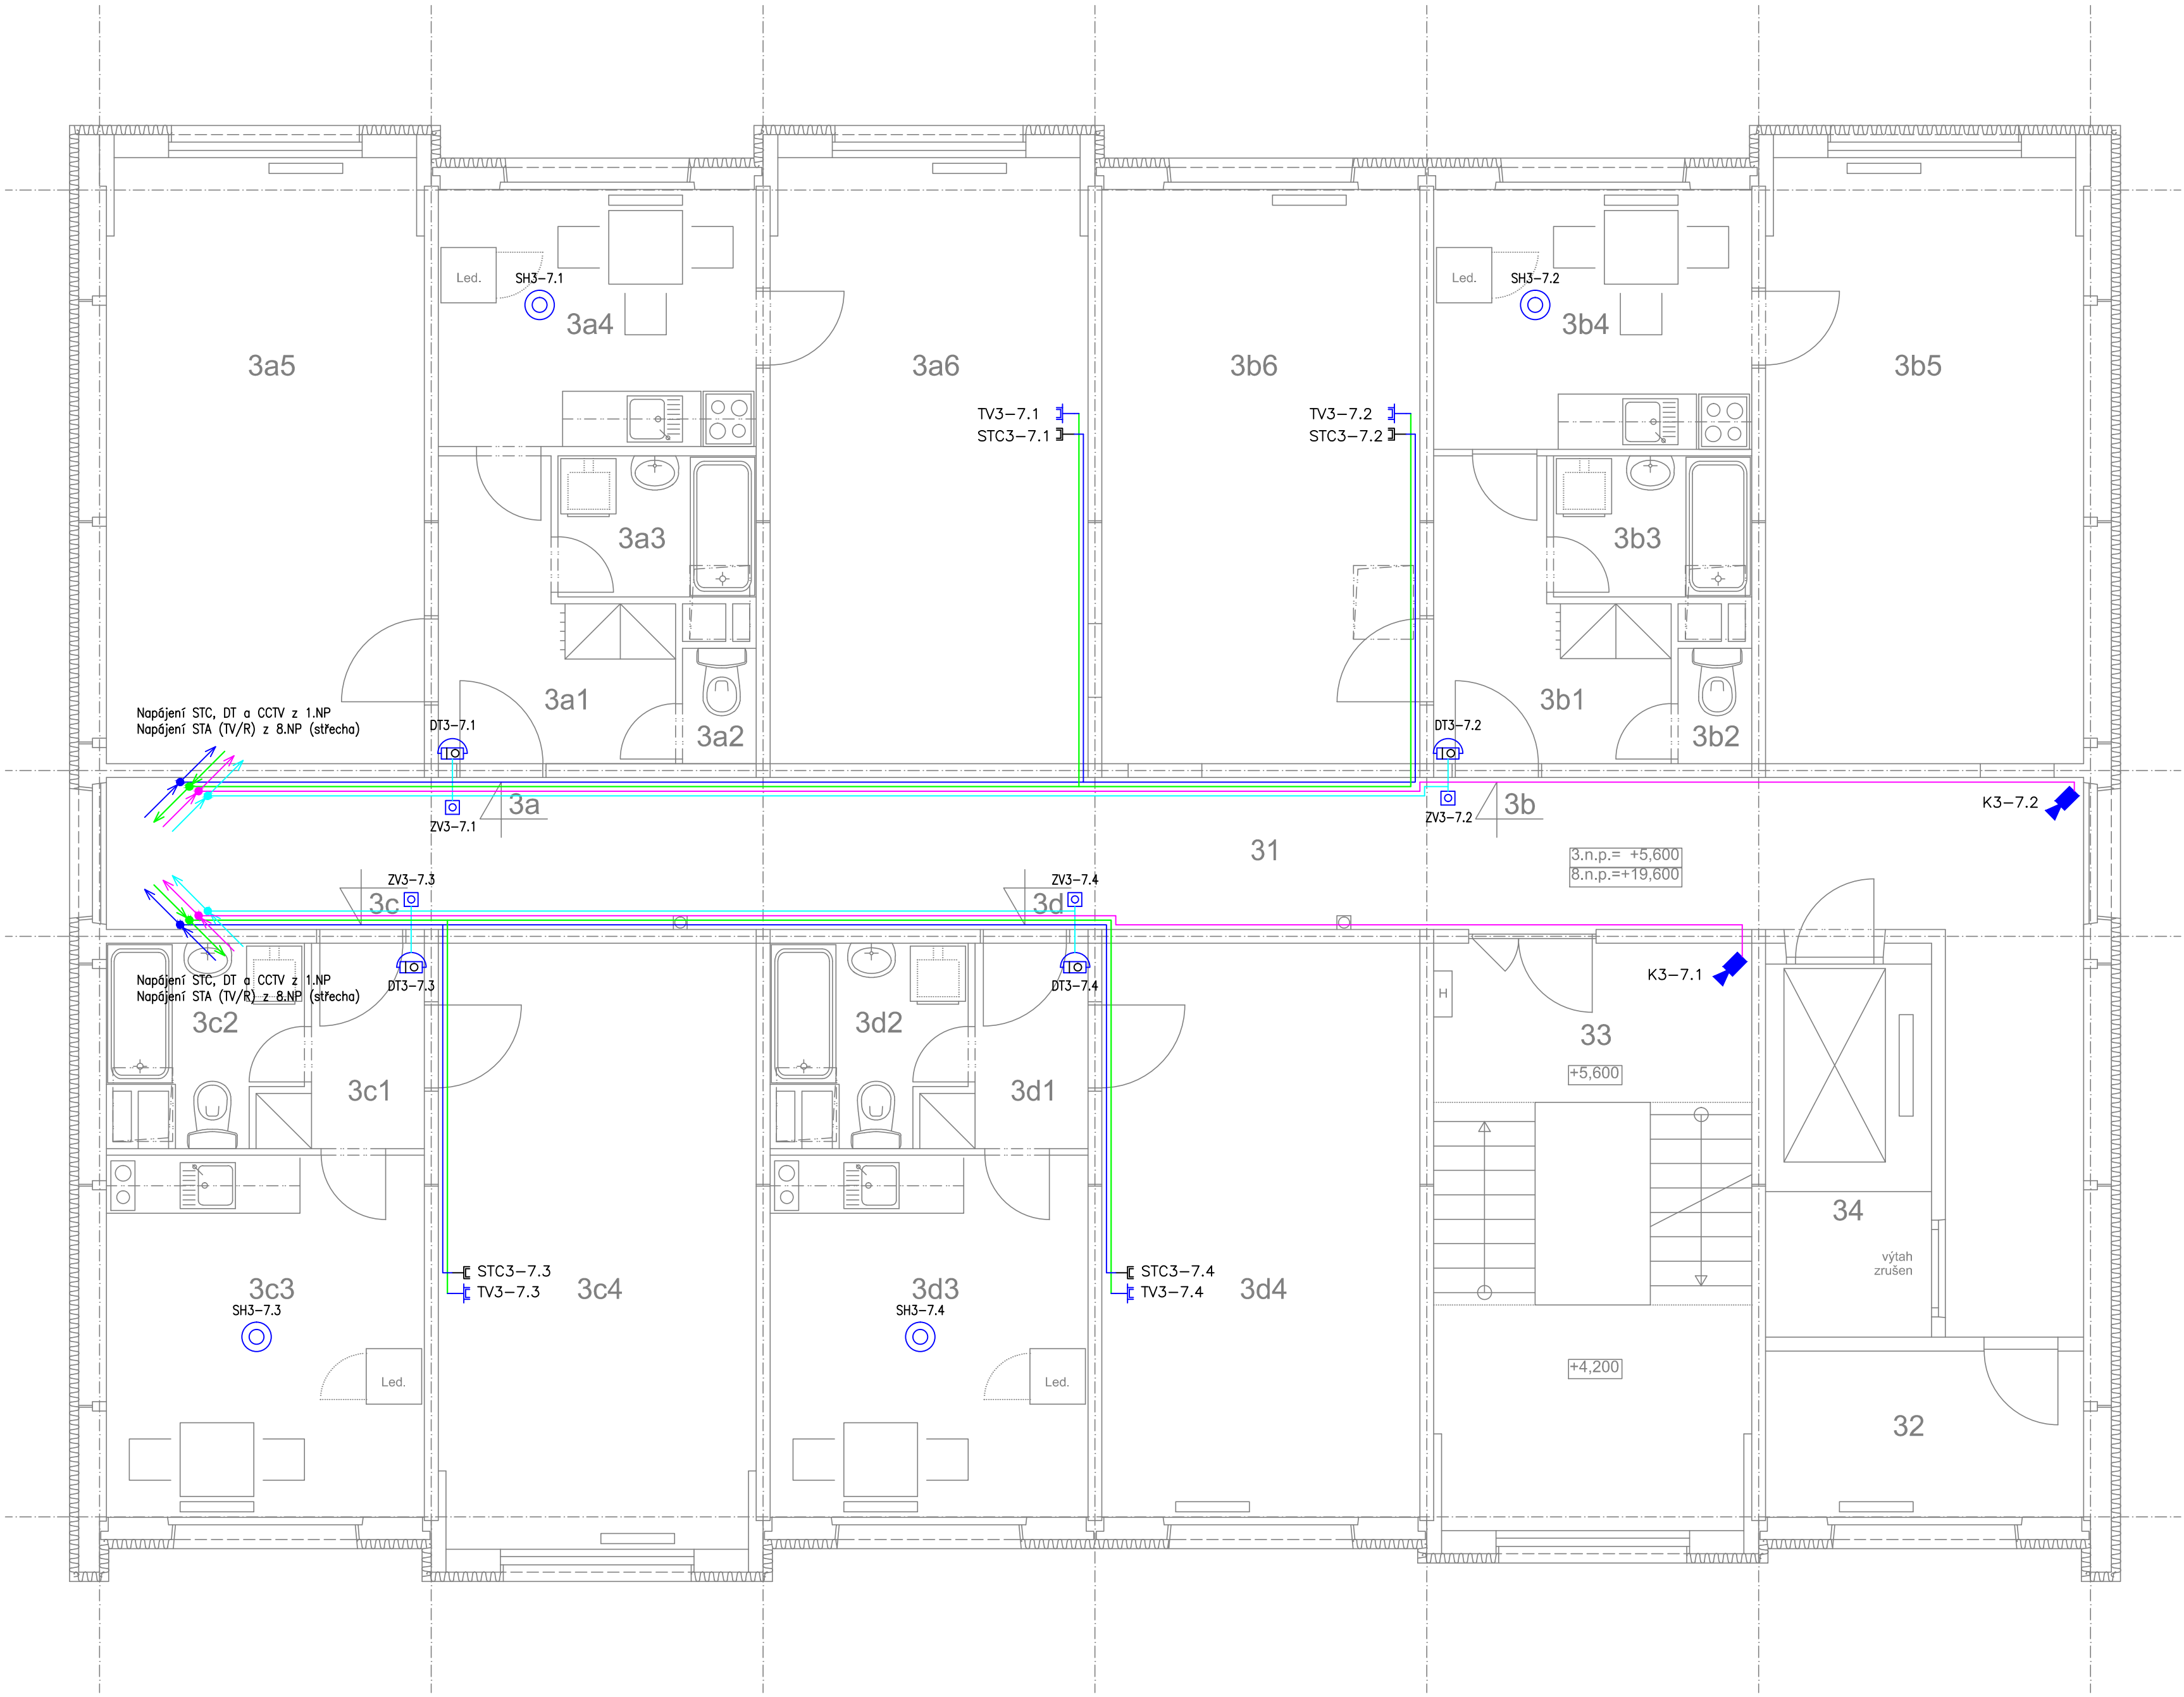 Led.
SH3-7.1
3a4
Led.
SH3-7.2
3b4
3a5
3a6
3b6
3b5
TV3-7.1
STC3-7.1
TV3-7.2
STC3-7.2
3a3
3b3
3a1
3b1
Napájení STC, DT a CCTV z 1.NP
Napájení STA (TV/R) z 8.NP (střecha)
DT3-7.1
3a2
DT3-7.2
3b2
3a
3b
K3-7.2
ZV3-7.1
ZV3-7.2
31
3.n.p.= +5,600
8.n.p.=+19,600
ZV3-7.3
3c
ZV3-7.4
3d
Napájení STC, DT a CCTV z 1.NP
Napájení STA (TV/R) z 8.NP (střecha)
DT3-7.3
DT3-7.4
K3-7.1
H
3c2
3d2
33
+5,600
3c1
3d1
34
výtah
zrušen
STC3-7.3
TV3-7.3
STC3-7.4
TV3-7.4
3c3
3c4
3d3
3d4
SH3-7.3
SH3-7.4
Led.
Led.
+4,200
32